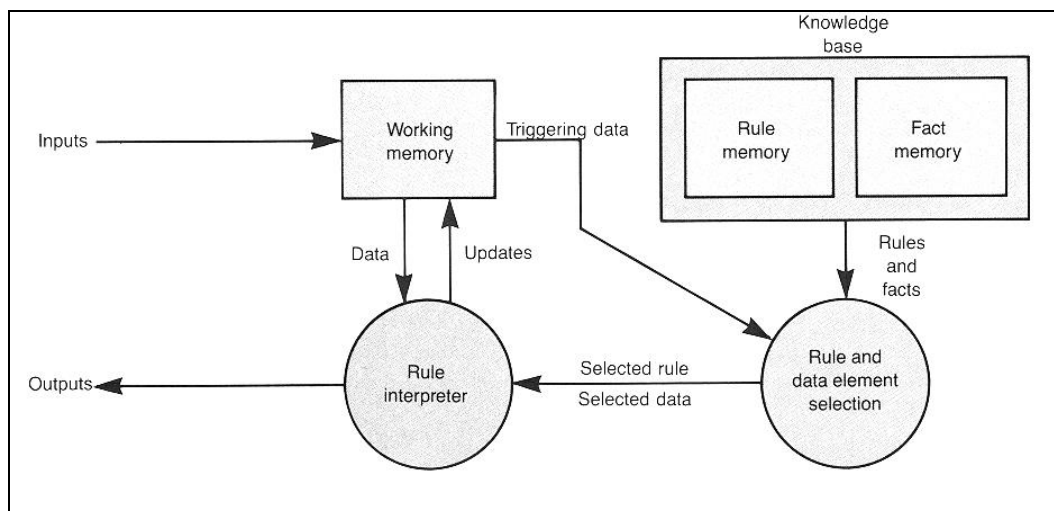 Knowledge
base
Inputs
Working
memory
Triggering data
Rule
memory
Fact
memory
Data
Updates
Rules
and
facts
Outputs
Rule
interpreter
Selected rule
Selected data
Rule and
data element
selection